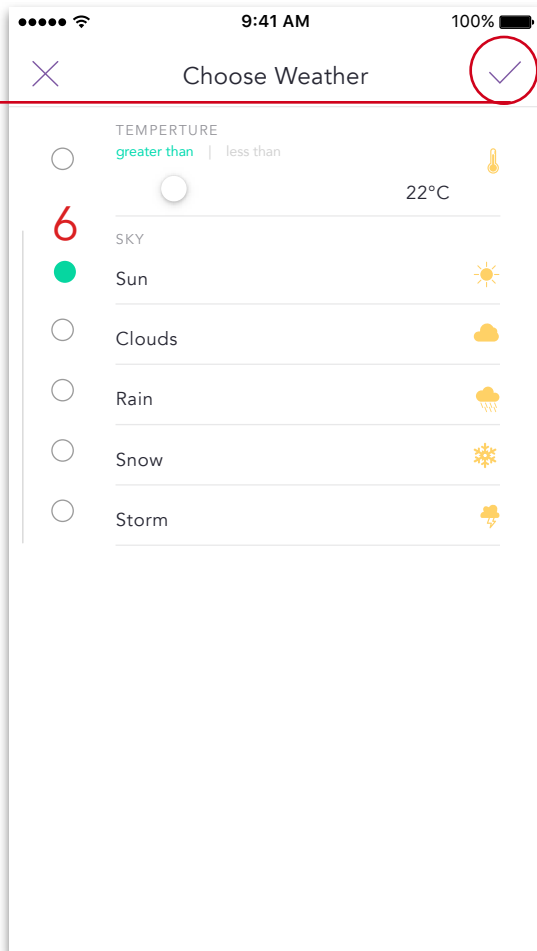 9:41 AM 100%
Choose Weather
TEMPERTURE
greater than | less than
22°C
6
SKY
Sun
Clouds
Rain
Snow
Storm